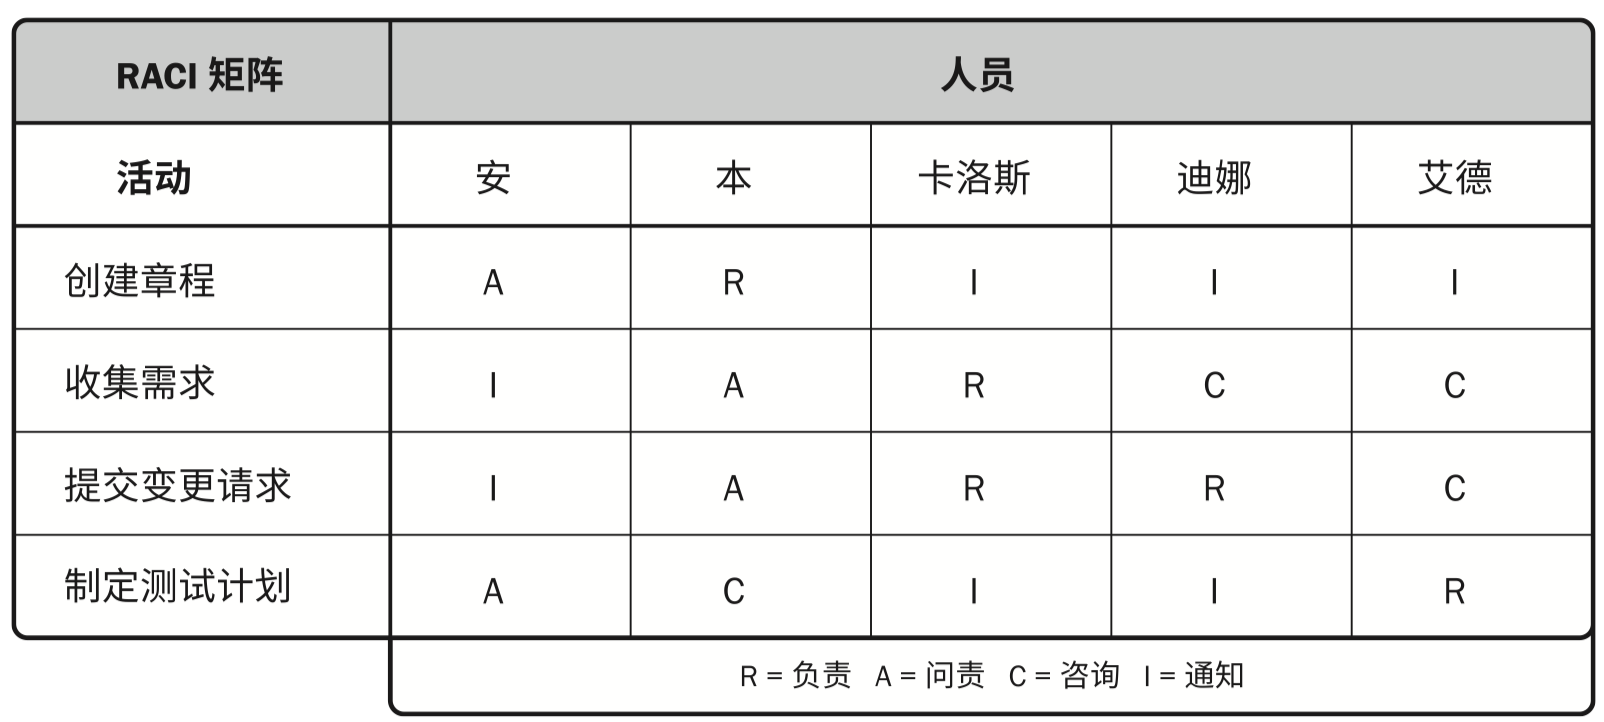 RACI 矩阵 人员
活动 安 本 卡洛斯 迪娜 艾德
创建章程 A R I I I
收集需求 I A R C C
提交变更请求 I A R R C
制定测试计划 A C I I R
R = 负责 A = 问责 C = 咨询 I = 通知